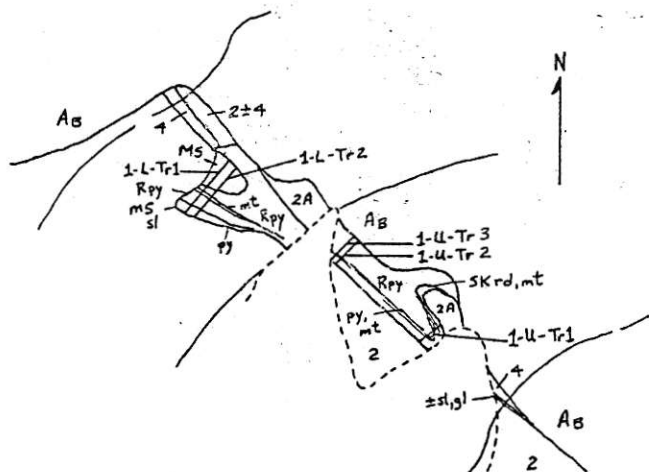 N
AB
2±4
4
MS
1-L-Tr1
1-L-Tr2
Rpy
mt
MS
sl
Rpy
py
2A
AB
1-U-Tr3
1-U-Tr2
SKrd, mt
Rpy
2A
py,
mt
1-U-Tr1
2
4
±sl,gl
AB
2